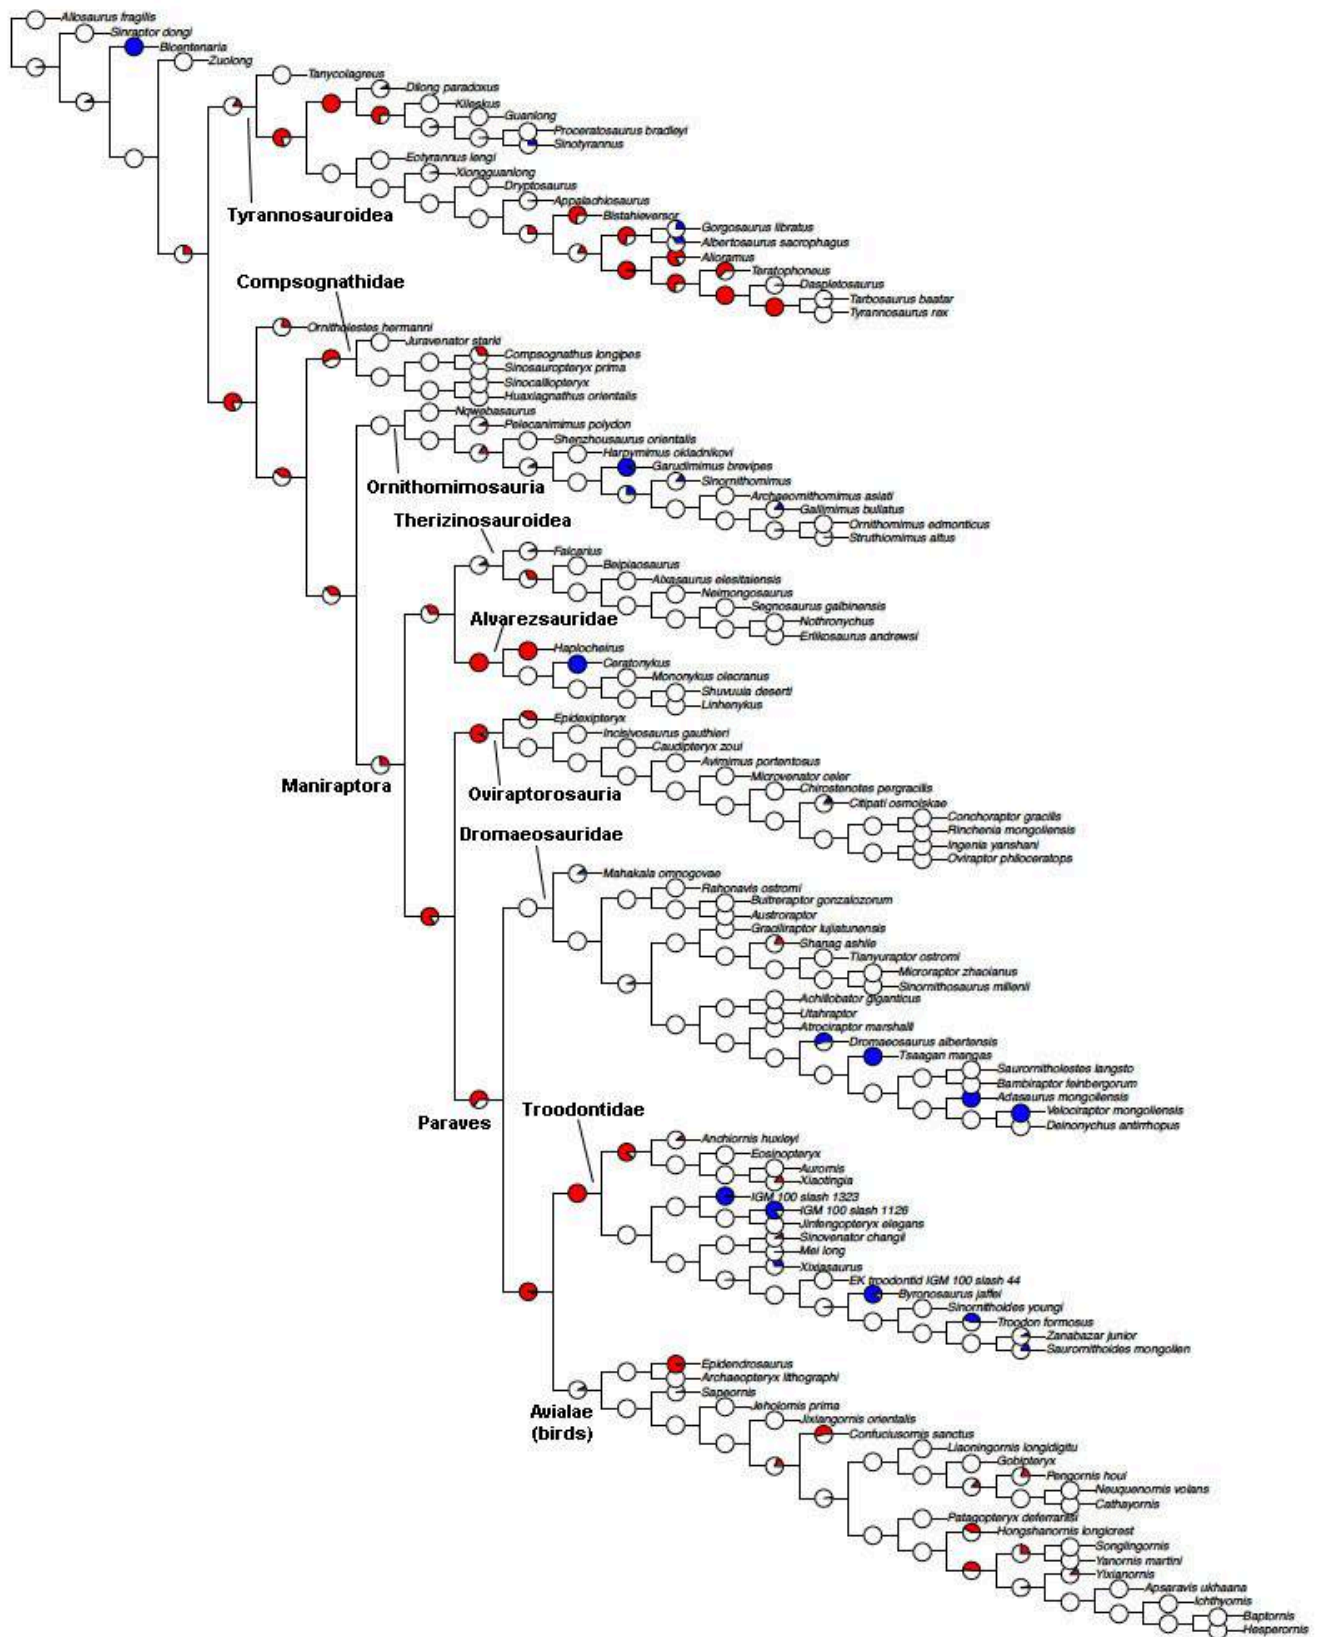 Allosaurus fragilis
Sinraptor dongi
Bicentenaria
Zuolong
Tanycolagreus
Dilong paradoxus
Kileskus
Guanlong
Proceratosaurus bradleyi
Sinotyrannus
Eotyrannus lengi
Xiongguanlong
Dryptosaurus
Appalachiosaurus
Tyrannosauroidea
Bistahieversor
Gorgosaurus libratus
Albertosaurus sacrophagus
Alioramus
Teratophoneus
Compsognathidae
Daspletosaurus
Tarbosaurus baatar
Tyrannosaurus rex
Ornitholestes hermanni
Juravenator starki
Compsognathus longipes
Sinosauropteryx prima
Sinocalliopteryx
Huaxiagnathus orientalis
Nqwebasaurus
Pelecanimimus polydon
Shenzhousaurus orientalis
Harpymimus okladnikovi
Garudimimus brevipes
Ornithomimosauria
Sinornithomimus
Archaeornithomimus asiati
Gallimimus bullatus
Therizinosauroidea
Ornithomimus edmonticus
Struthiomimus altus
Falcarius
Beipiaosaurus
Alxasaurus elesitaiensis
Neimongosaurus
Segnosaurus galbinensis
Alvarezsauridae
Nothronychus
Erlikosaurus andrewsi
Haplocheirus
Ceratonykus
Mononykus olecranus
Shuvuuia deserti
Linhenykus
Epidexipteryx
Incisivosaurus gauthieri
Caudipteryx zoui
Avimimus portentosus
Microvenator celer
Maniraptora
Chirostenotes pergracilis
Oviraptorosauria
Citipati osmolskae
Conchoraptor gracilis
Rinchenia mongoliensis
Dromaeosauridae
Ingenia yanshani
Oviraptor philoceratops
Mahakala omnogovae
Rahonavis ostromi
Buitreraptor gonzalozorum
Austroraptor
Graciliraptor lujiatunensis
Shanag ashile
Tianyuraptor ostromi
Microraptor zhaoianus
Sinornithosaurus millenii
Achillobator giganticus
Utahraptor
Atrociraptor marshalli
Dromaeosaurus albertensis
Tsaagan mangas
Saurornitholestes langsto
Bambiraptor feinbergorum
Adasaurus mongoliensis
Troodontidae
Velociraptor mongoliensis
Paraves
Deinonychus antirrhopus
Anchiornis huxleyi
Eosinopteryx
Aurornis
Xiaotingia
IGM 100 slash 1323
IGM 100 slash 1126
Jinfengopteryx elegans
Sinovenator changii
Mei long
Xixiasaurus
EK troodontid IGM 100 slash 44
Byronosaurus jaffei
Sinornithoides youngi
Troodon formosus
Zanabazar junior
Saurornithoides mongolien
Epidendrosaurus
Archaeopteryx lithographi
Sapeornis
Jeholornis prima
Avialae
(birds)
Jixiangornis orientalis
Confuciusornis sanctus
Liaoningornis longidigitu
Gobipteryx
Pengornis houi
Neuquenornis volans
Cathayornis
Patagopteryx deferrariisi
Hongshanornis longicrest
Songlingornis
Yanornis martini
Yixianornis
Apsaravis ukhaana
Ichthyornis
Baptornis
Hesperornis